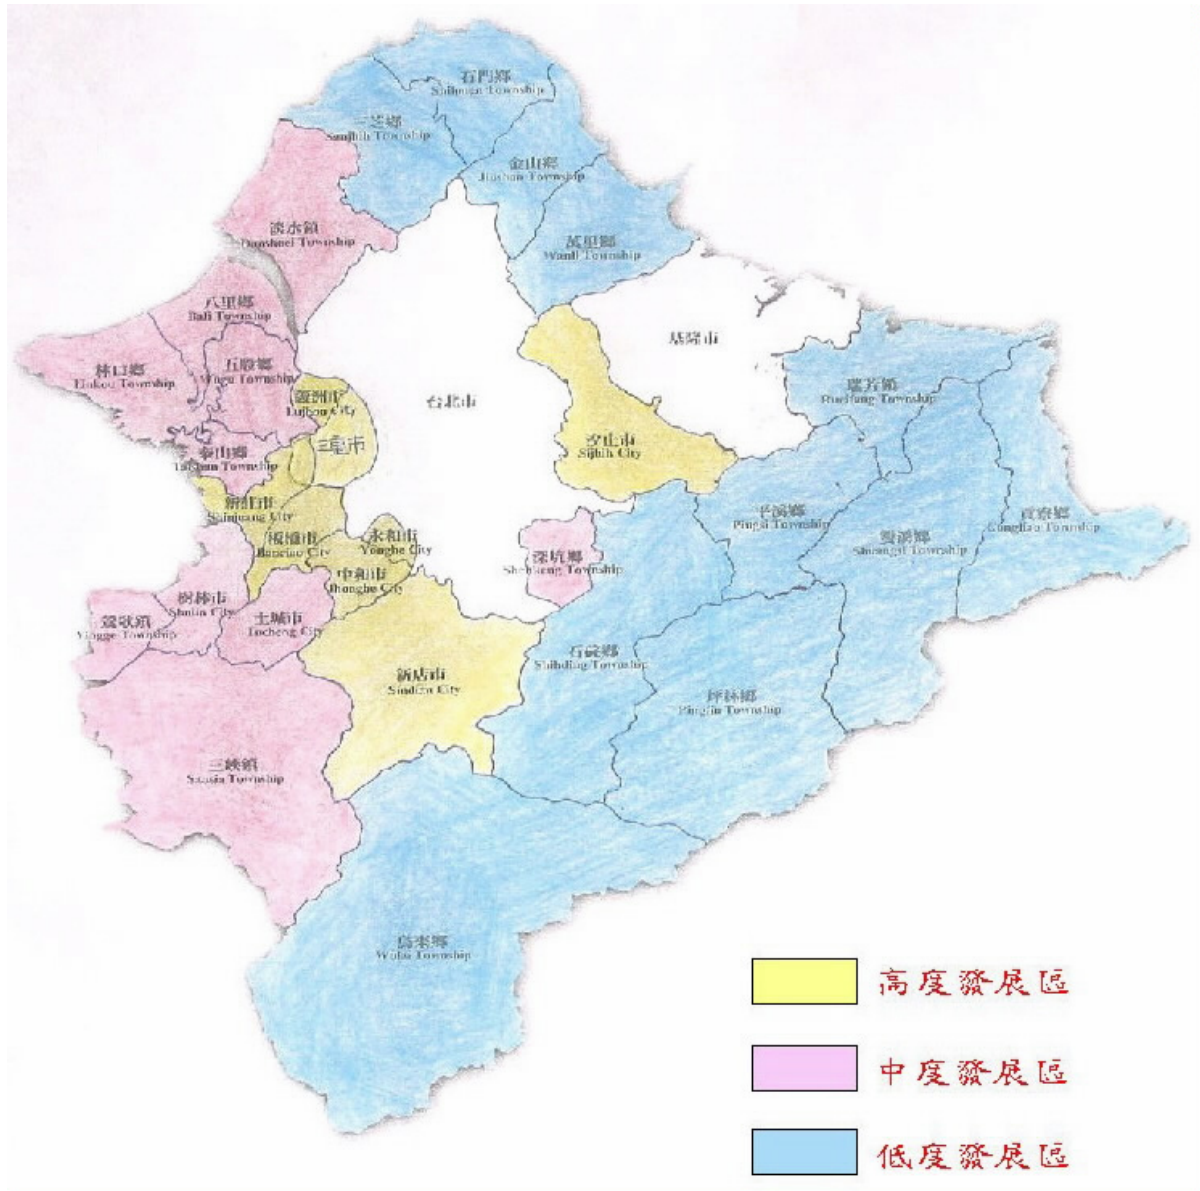 石門鄉
Shihmen Township
三芝鄉
Sanjhih Township
金山鄉
Jinshan Township
萬里鄉
Wanli Township
淡水鎮
Danshuei Township
八里鄉
Bali Township
林口鄉
Linkou Township
五股鄉
Wugu Township
蘆洲市
Lujhou City
三重市
台北市
基隆市
瑞芳鎮
Rueifang Township
汐止市
Sijhih City
泰山鄉
Taishan Township
新莊市
Sinjhuang City
板橋市
Banciao City
永和市
Yonghe City
中和市
Jhonghe City
深坑鄉
Shenkeng Township
平溪鄉
Pingsi Township
雙溪鄉
Shuangsi Township
貢寮鄉
Gongliao Township
樹林市
Shulin City
鶯歌鎮
Yingge Township
土城市
Tucheng City
新店市
Sindian City
石碇鄉
Shihding Township
坪林鄉
Pinglin Township
三峽鎮
Sansia Township
烏來鄉
Wulai Township
高度發展區
中度發展區
低度發展區